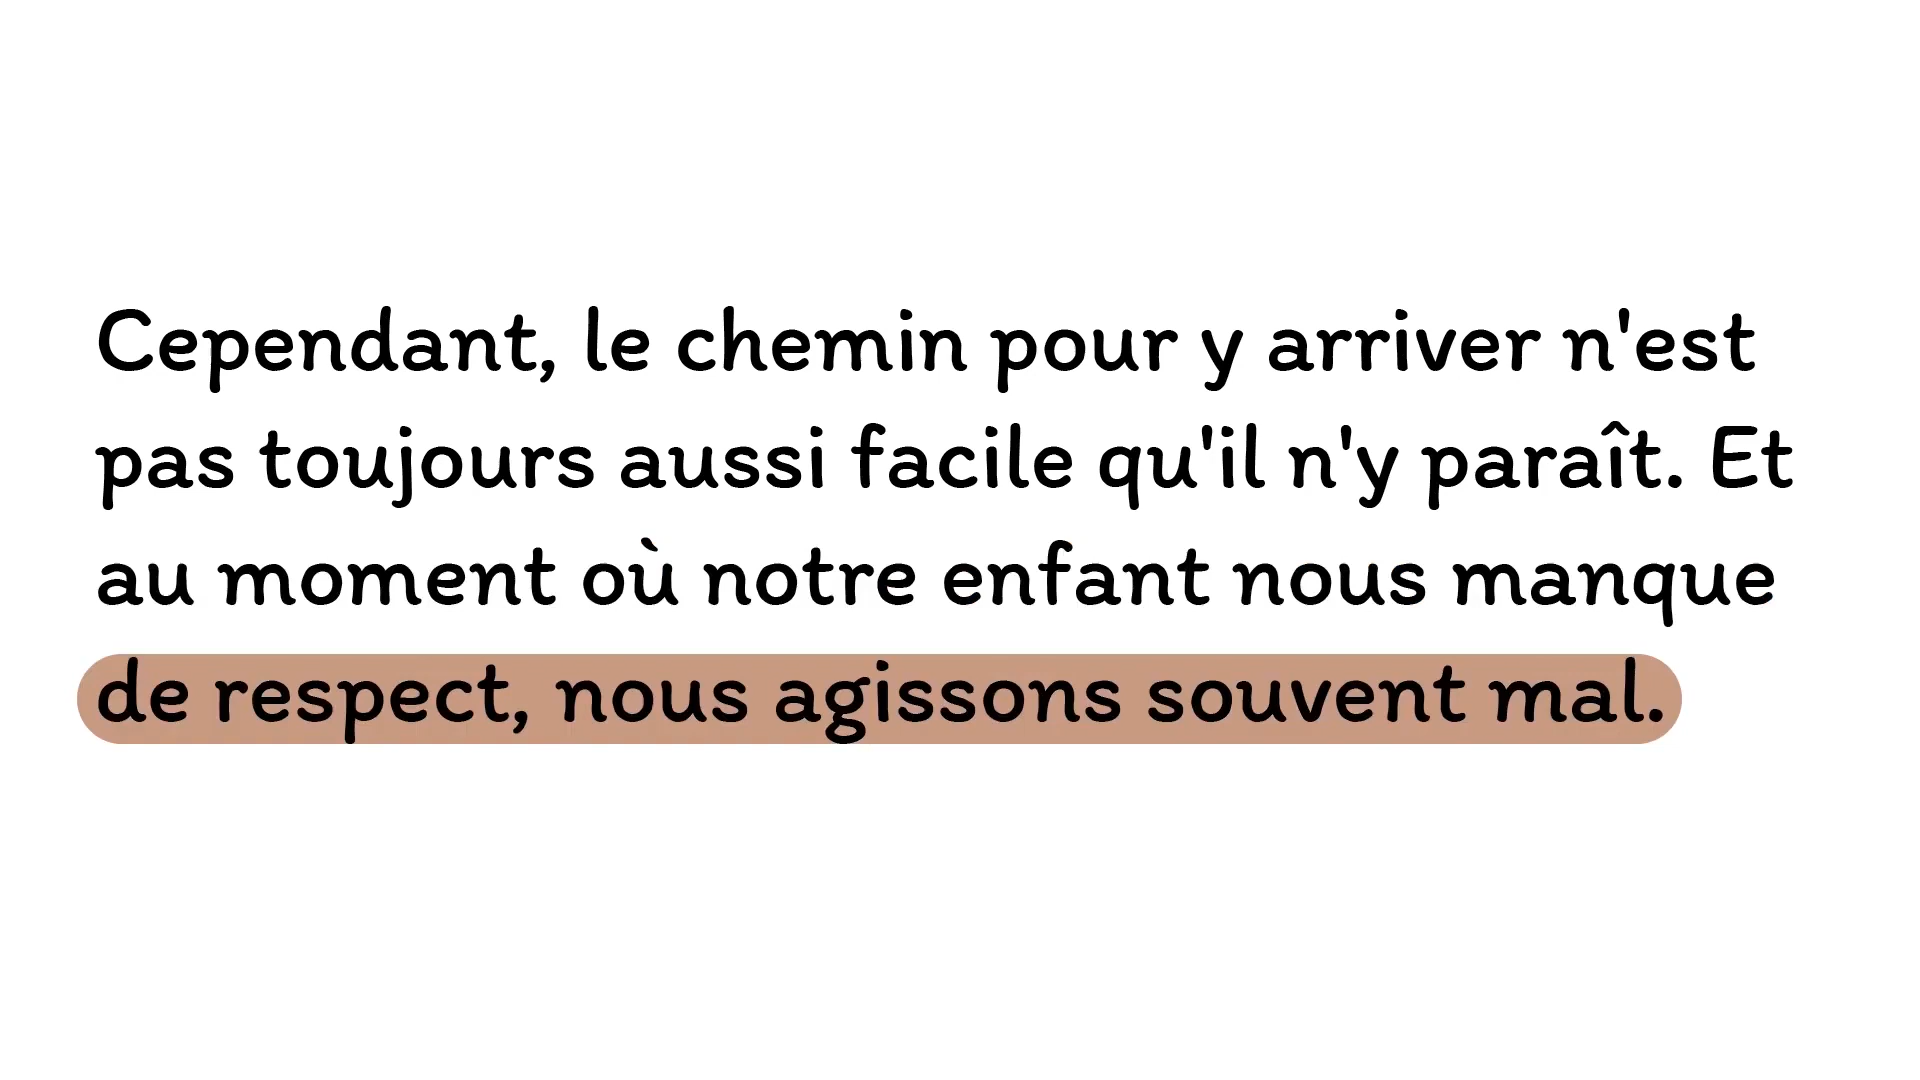 Cependant, le chemin pour y arriver n'est
pas toujours aussi facile qu'il n'y paraît. Et
au moment où notre enfant nous manque
de respect, nous agissons souvent mal.